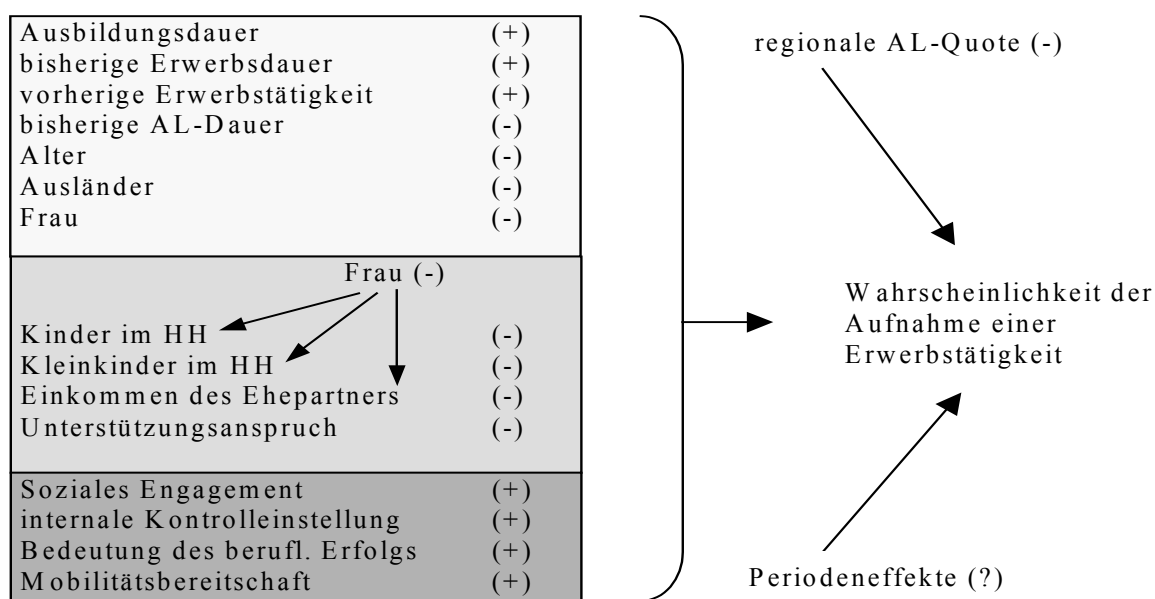 Ausbildungsdauer (+)
bisherige Erwerbsdauer (+)
vorherige Erwerbstätigkeit (+)
bisherige AL-Dauer (-)
Alter (-)
Ausländer (-)
Frau (-)
Frau (-)
Kinder im HH (-)
Kleinkinder im HH (-)
Einkommen des Ehepartners (-)
Unterstützungsanspruch (-)
Soziales Engagement (+)
internale Kontrolleinstellung (+)
Bedeutung des berufl. Erfolgs (+)
Mobilitätsbereitschaft (+)
regionale AL-Quote (-)
Wahrscheinlichkeit der
Aufnahme einer
Erwerbstätigkeit
Periodeneffekte (?)